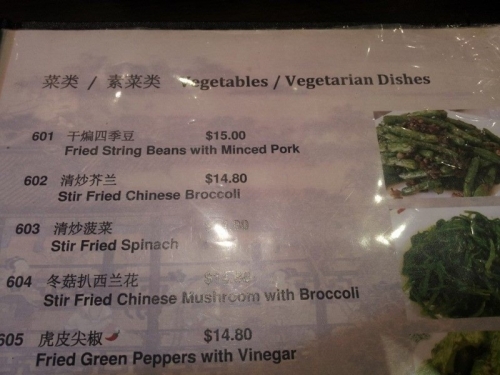 菜类 / 素菜类 Vegetables / Vegetarian Dishes
601 干煸四季豆 $15.00
Fried String Beans with Minced Pork
602 清炒芥兰 $14.80
Stir Fried Chinese Broccoli
603 清炒菠菜
Stir Fried Spinach
604 冬菇扒西兰花
Stir Fried Chinese Mushroom with Broccoli
605 虎皮尖椒 $14.80
Fried Green Peppers with Vinegar